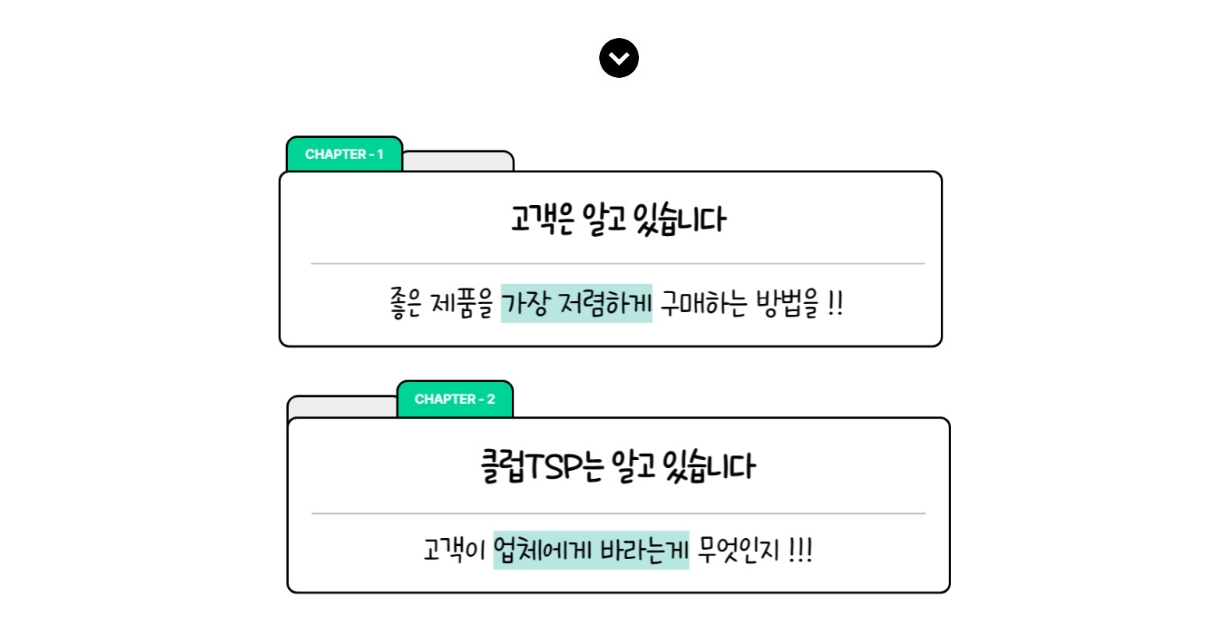 CHAPTER - 1
고객은 알고 있습니다
좋은 제품을 가장 저렴하게 구매하는 방법을 !!
CHAPTER - 2
클럽TSP는 알고 있습니다
고객이 업체에게 바라는게 무엇인지 !!!